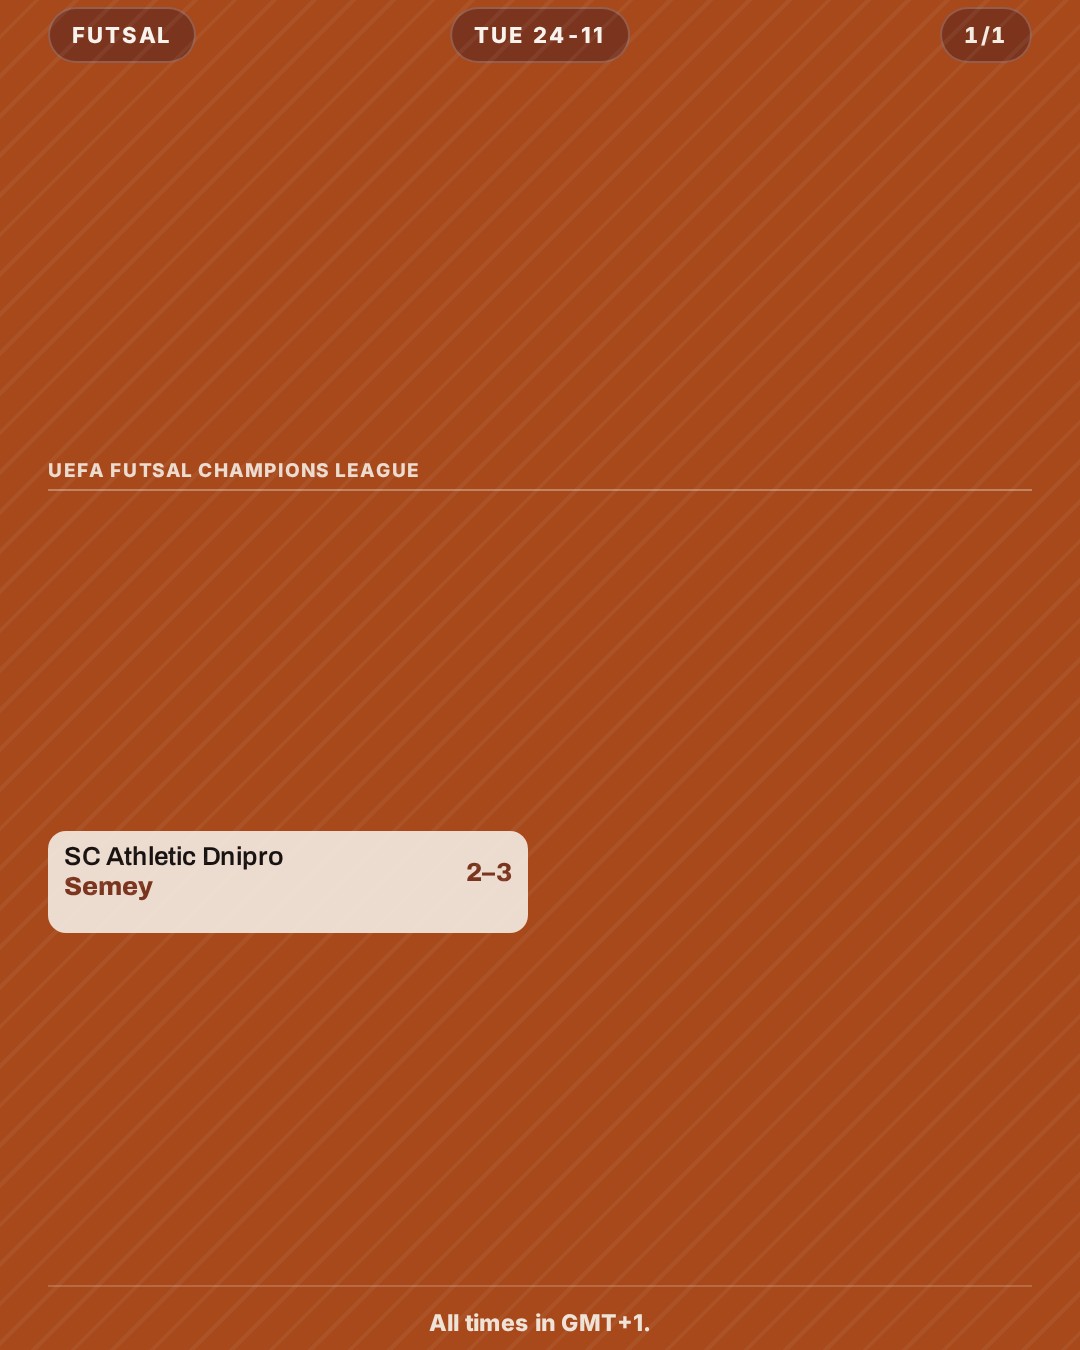 FUTSAL
TUE 24-11
1/1
UEFA FUTSAL CHAMPIONS LEAGUE
SC Athletic Dnipro
Semey
2–3
All times in GMT+1.